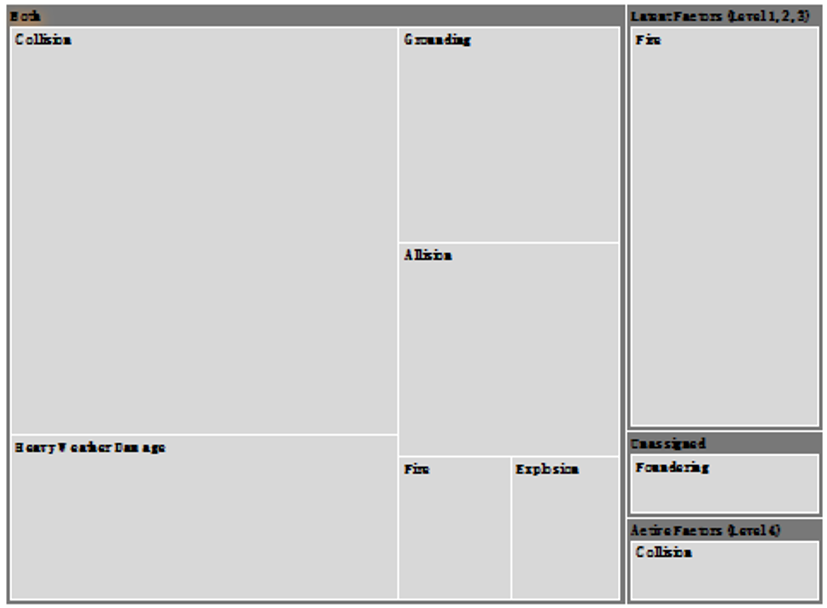 Both
Collision
Heavy Weather Damage
Grounding
Allision
Fire
Explosion
Latent Factors (Level 1, 2, 3)
Fire
Unassigned
Foundering
Active Factors (Level 4)
Collision